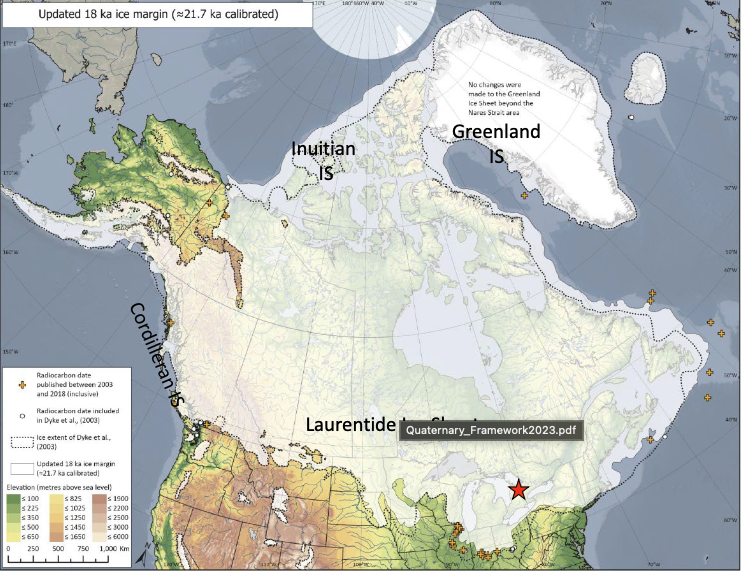 Updated 18 ka ice margin (≈21.7 ka calibrated)
No changes were
made to the Greenland
Ice Sheet beyond the
Nares Strait area
Greenland
IS
Inuitian
IS
Cordilleran IS
Laurentide
Quaternary_Framework2023.pdf
Radiocarbon date
published between 2003
and 2018 (inclusive)
Radiocarbon date included
in Dyke et al., (2003)
Ice extent of Dyke et al.,
(2003)
Updated 18 ka ice margin
(≈21.7 ka calibrated)
Elevation (metres above sea level)
≤ 100 ≤ 825 ≤ 1900
≤ 225 ≤ 1025 ≤ 2200
≤ 350 ≤ 1250 ≤ 2500
≤ 500 ≤ 1450 ≤ 3000
≤ 650 ≤ 1650 ≤ 6000
0 250 500 750 1,000 Km